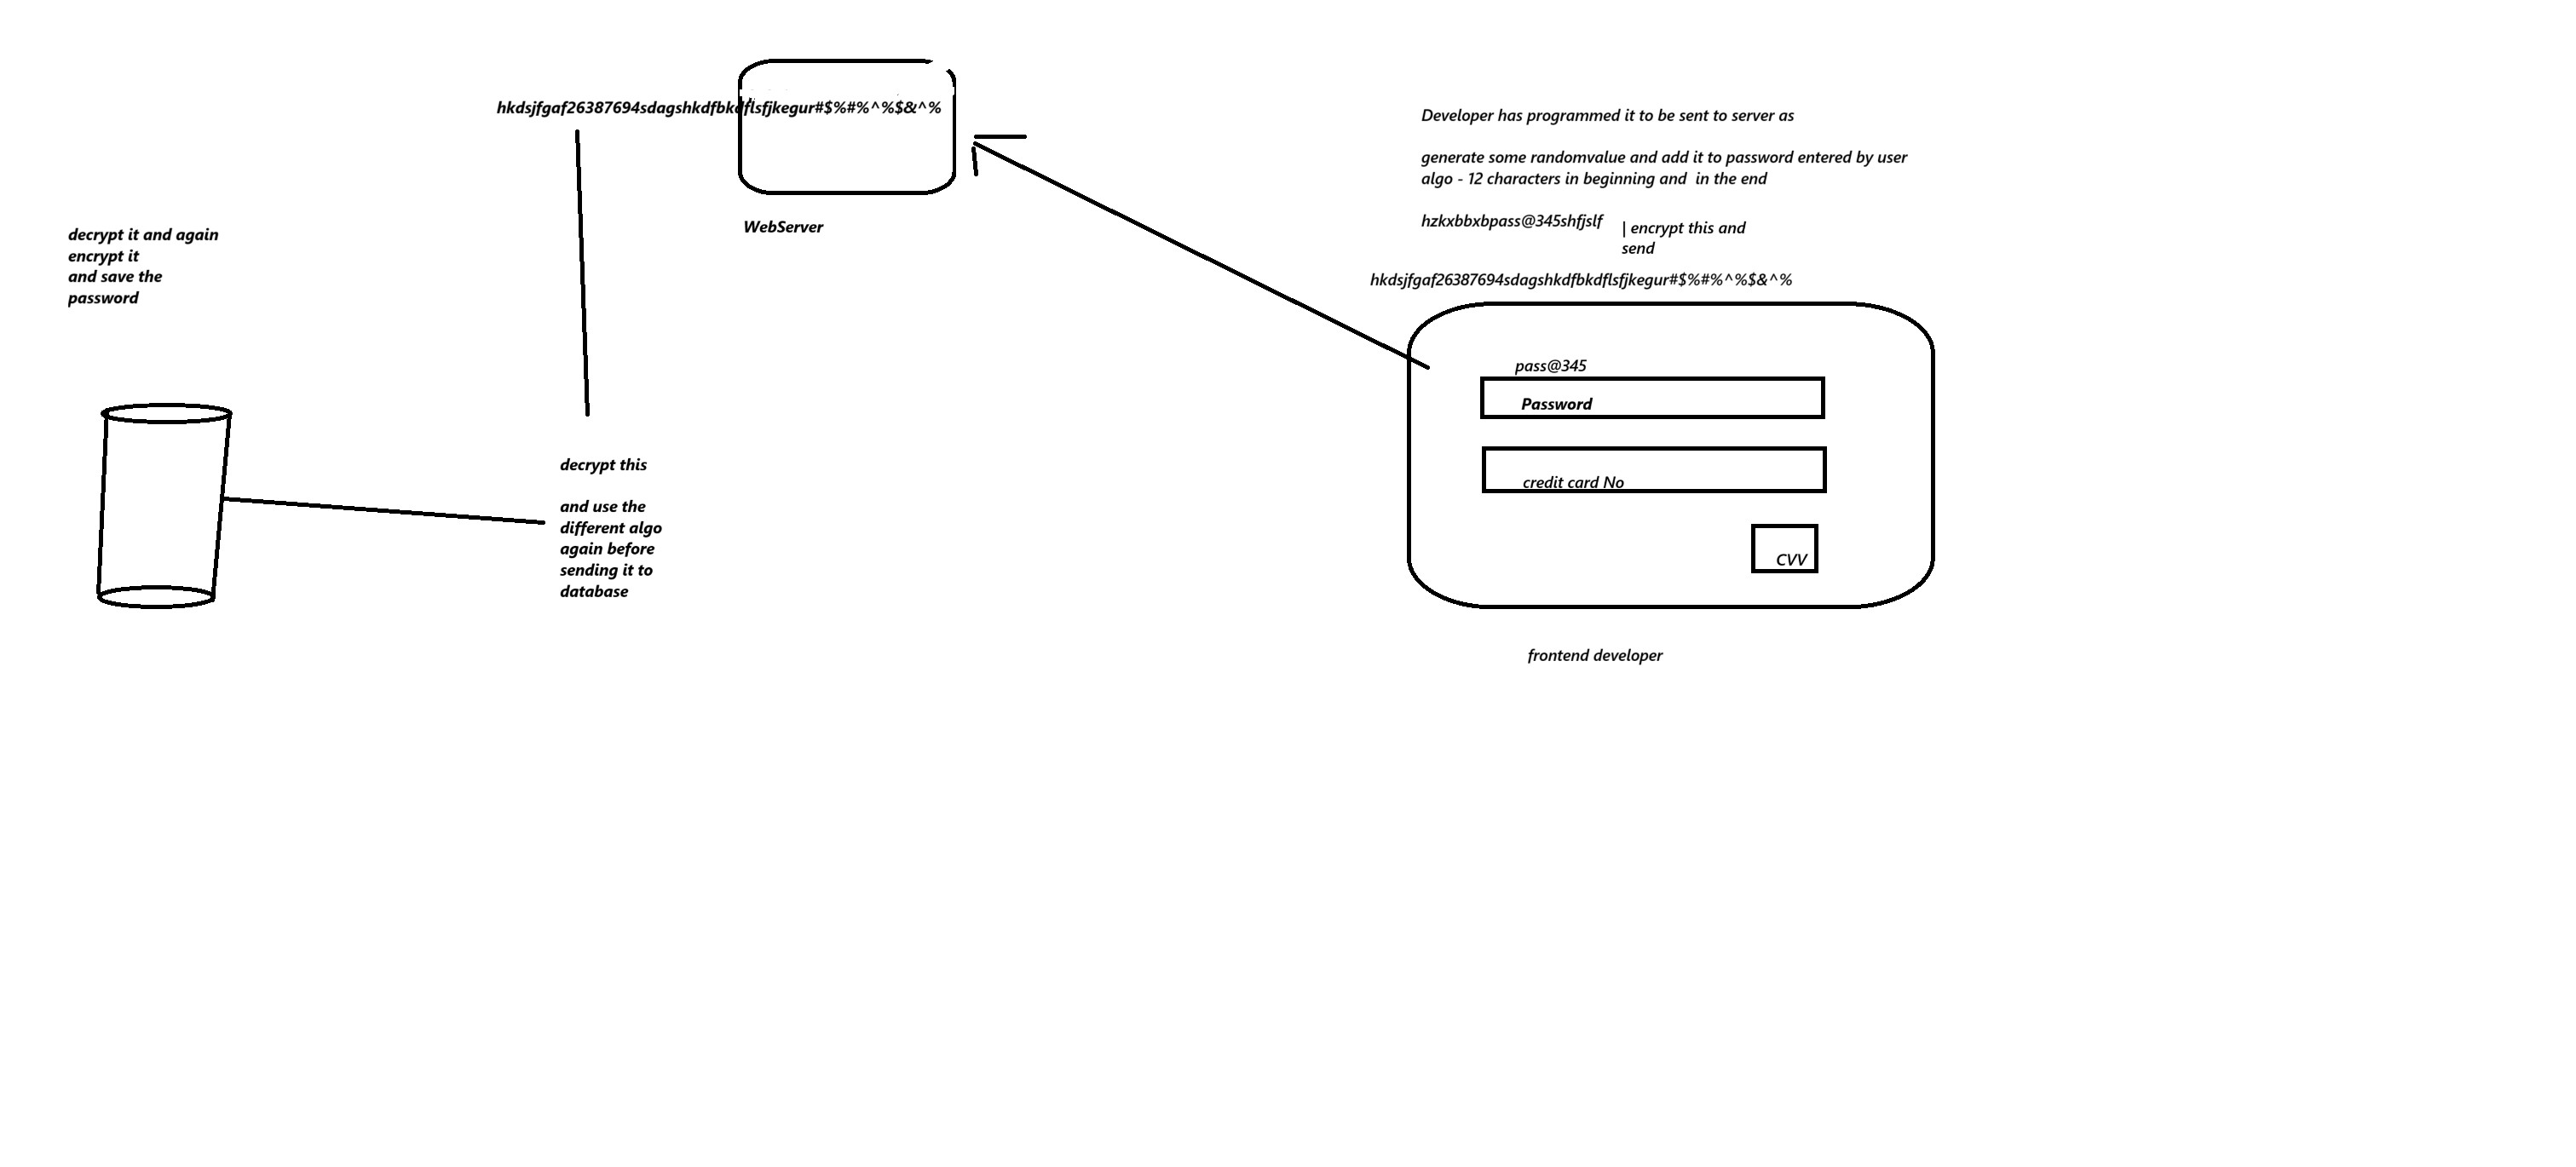 hkdsjfgaf26387694sdagshkdfbkdflsfjkegur#$%#%^%$&^%
WebServer
decrypt it and again
encrypt it
and save the
password
decrypt this
and use the
different algo
again before
sending it to
database
Developer has programmed it to be sent to server as
generate some randomvalue and add it to password entered by user
algo - 12 characters in beginning and  in the end
hzkxbbxbpass@345shfjslf
| encrypt this and
send
hkdsjfgaf26387694sdagshkdfbkdflsfjkegur#$%#%^%$&^%
pass@345
Password
credit card No
CVV
frontend developer